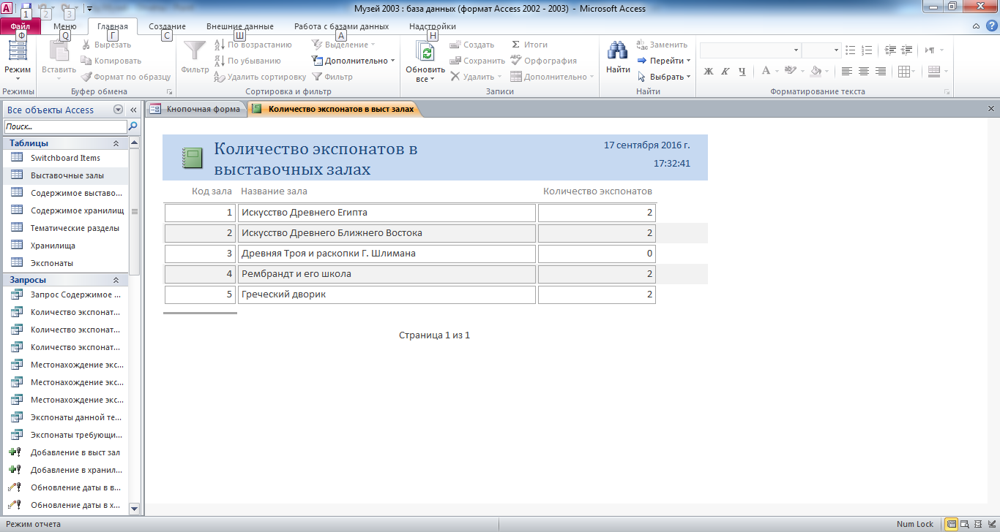 Музей 2003 : база данных (формат Access 2002 - 2003) - Microsoft Access
1 2 3
Файл Меню Главная Создание Внешние данные Работа с базами данных Надстройки
Ф Q Г С Ш А Н
Режим
Режимы
Вставить
Вырезать
Копировать
Формат по образцу
Буфер обмена
Фильтр
По возрастанию
По убыванию
Удалить сортировку
Выделение
Дополнительно
Фильтр
Сортировка и фильтр
Обновить
все
Создать
Сохранить
Удалить
Итоги
Орфография
Дополнительно
Записи
Найти
Заменить
Перейти
Выбрать
Найти
Ж К Ч
А
Форматирование текста
Все объекты Access
Поиск...
Таблицы
Switchboard Items
Выставочные залы
Содержимое выставо...
Содержимое хранилищ
Тематические разделы
Хранилища
Экспонаты
Запросы
Запрос Содержимое ...
Количество экспонат...
Количество экспонат...
Количество экспонат...
Местонахождение экс...
Местонахождение экс...
Местонахождение экс...
Экспонаты данной те...
Экспонаты требующи...
Добавление в выст зал
Добавление в хранил...
Обновление даты в в...
Обновление даты в х...
Кнопочная форма
Количество экспонатов в выст залах
Количество экспонатов в
выставочных залах
17 сентября 2016 г.
17:32:41
Код зала Название зала Количество экспонатов
1 Искусство Древнего Египта 2
2 Искусство Древнего Ближнего Востока 2
3 Древняя Троя и раскопки Г. Шлимана 0
4 Рембрандт и его школа 2
5 Греческий дворик 2
Страница 1 из 1
Режим отчета
Num Lock